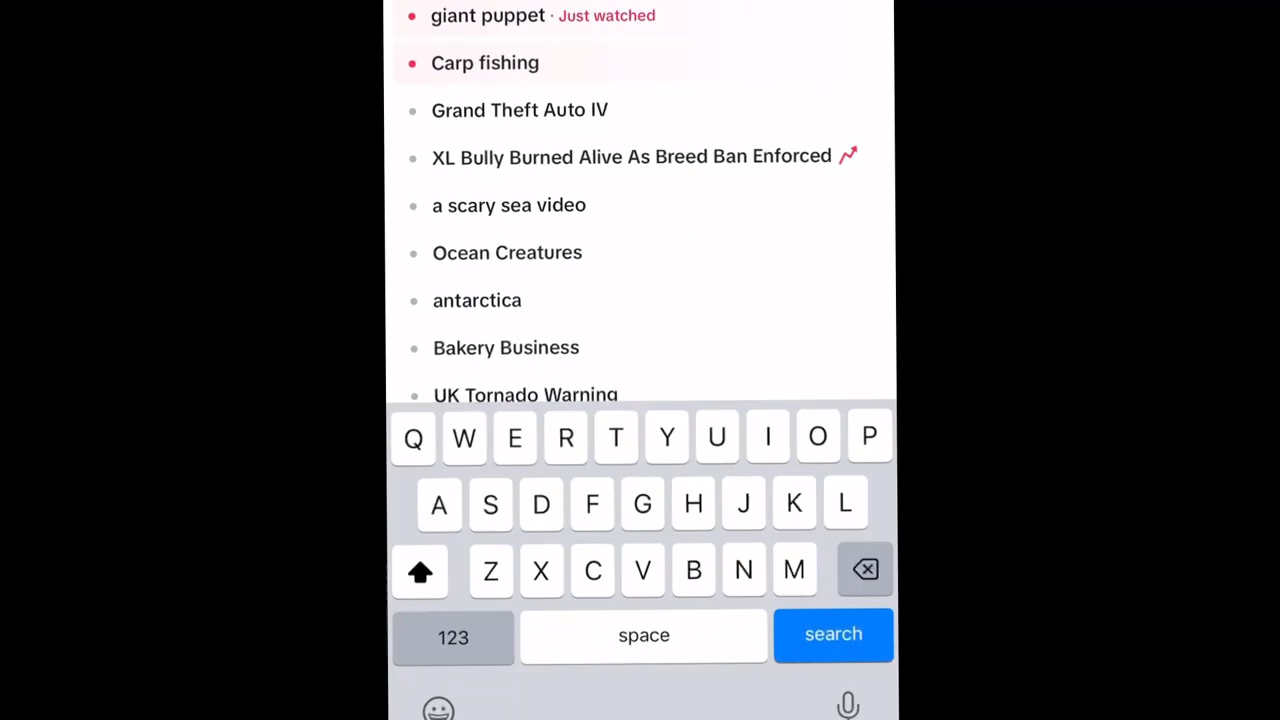 giant puppet · Just watched
Carp fishing
Grand Theft Auto IV
XL Bully Burned Alive As Breed Ban Enforced
a scary sea video
Ocean Creatures
antarctica
Bakery Business
UK Tornado Warning
Q W E R T Y U I O P
A S D F G H J K L
Z X C V B N M
123 space search